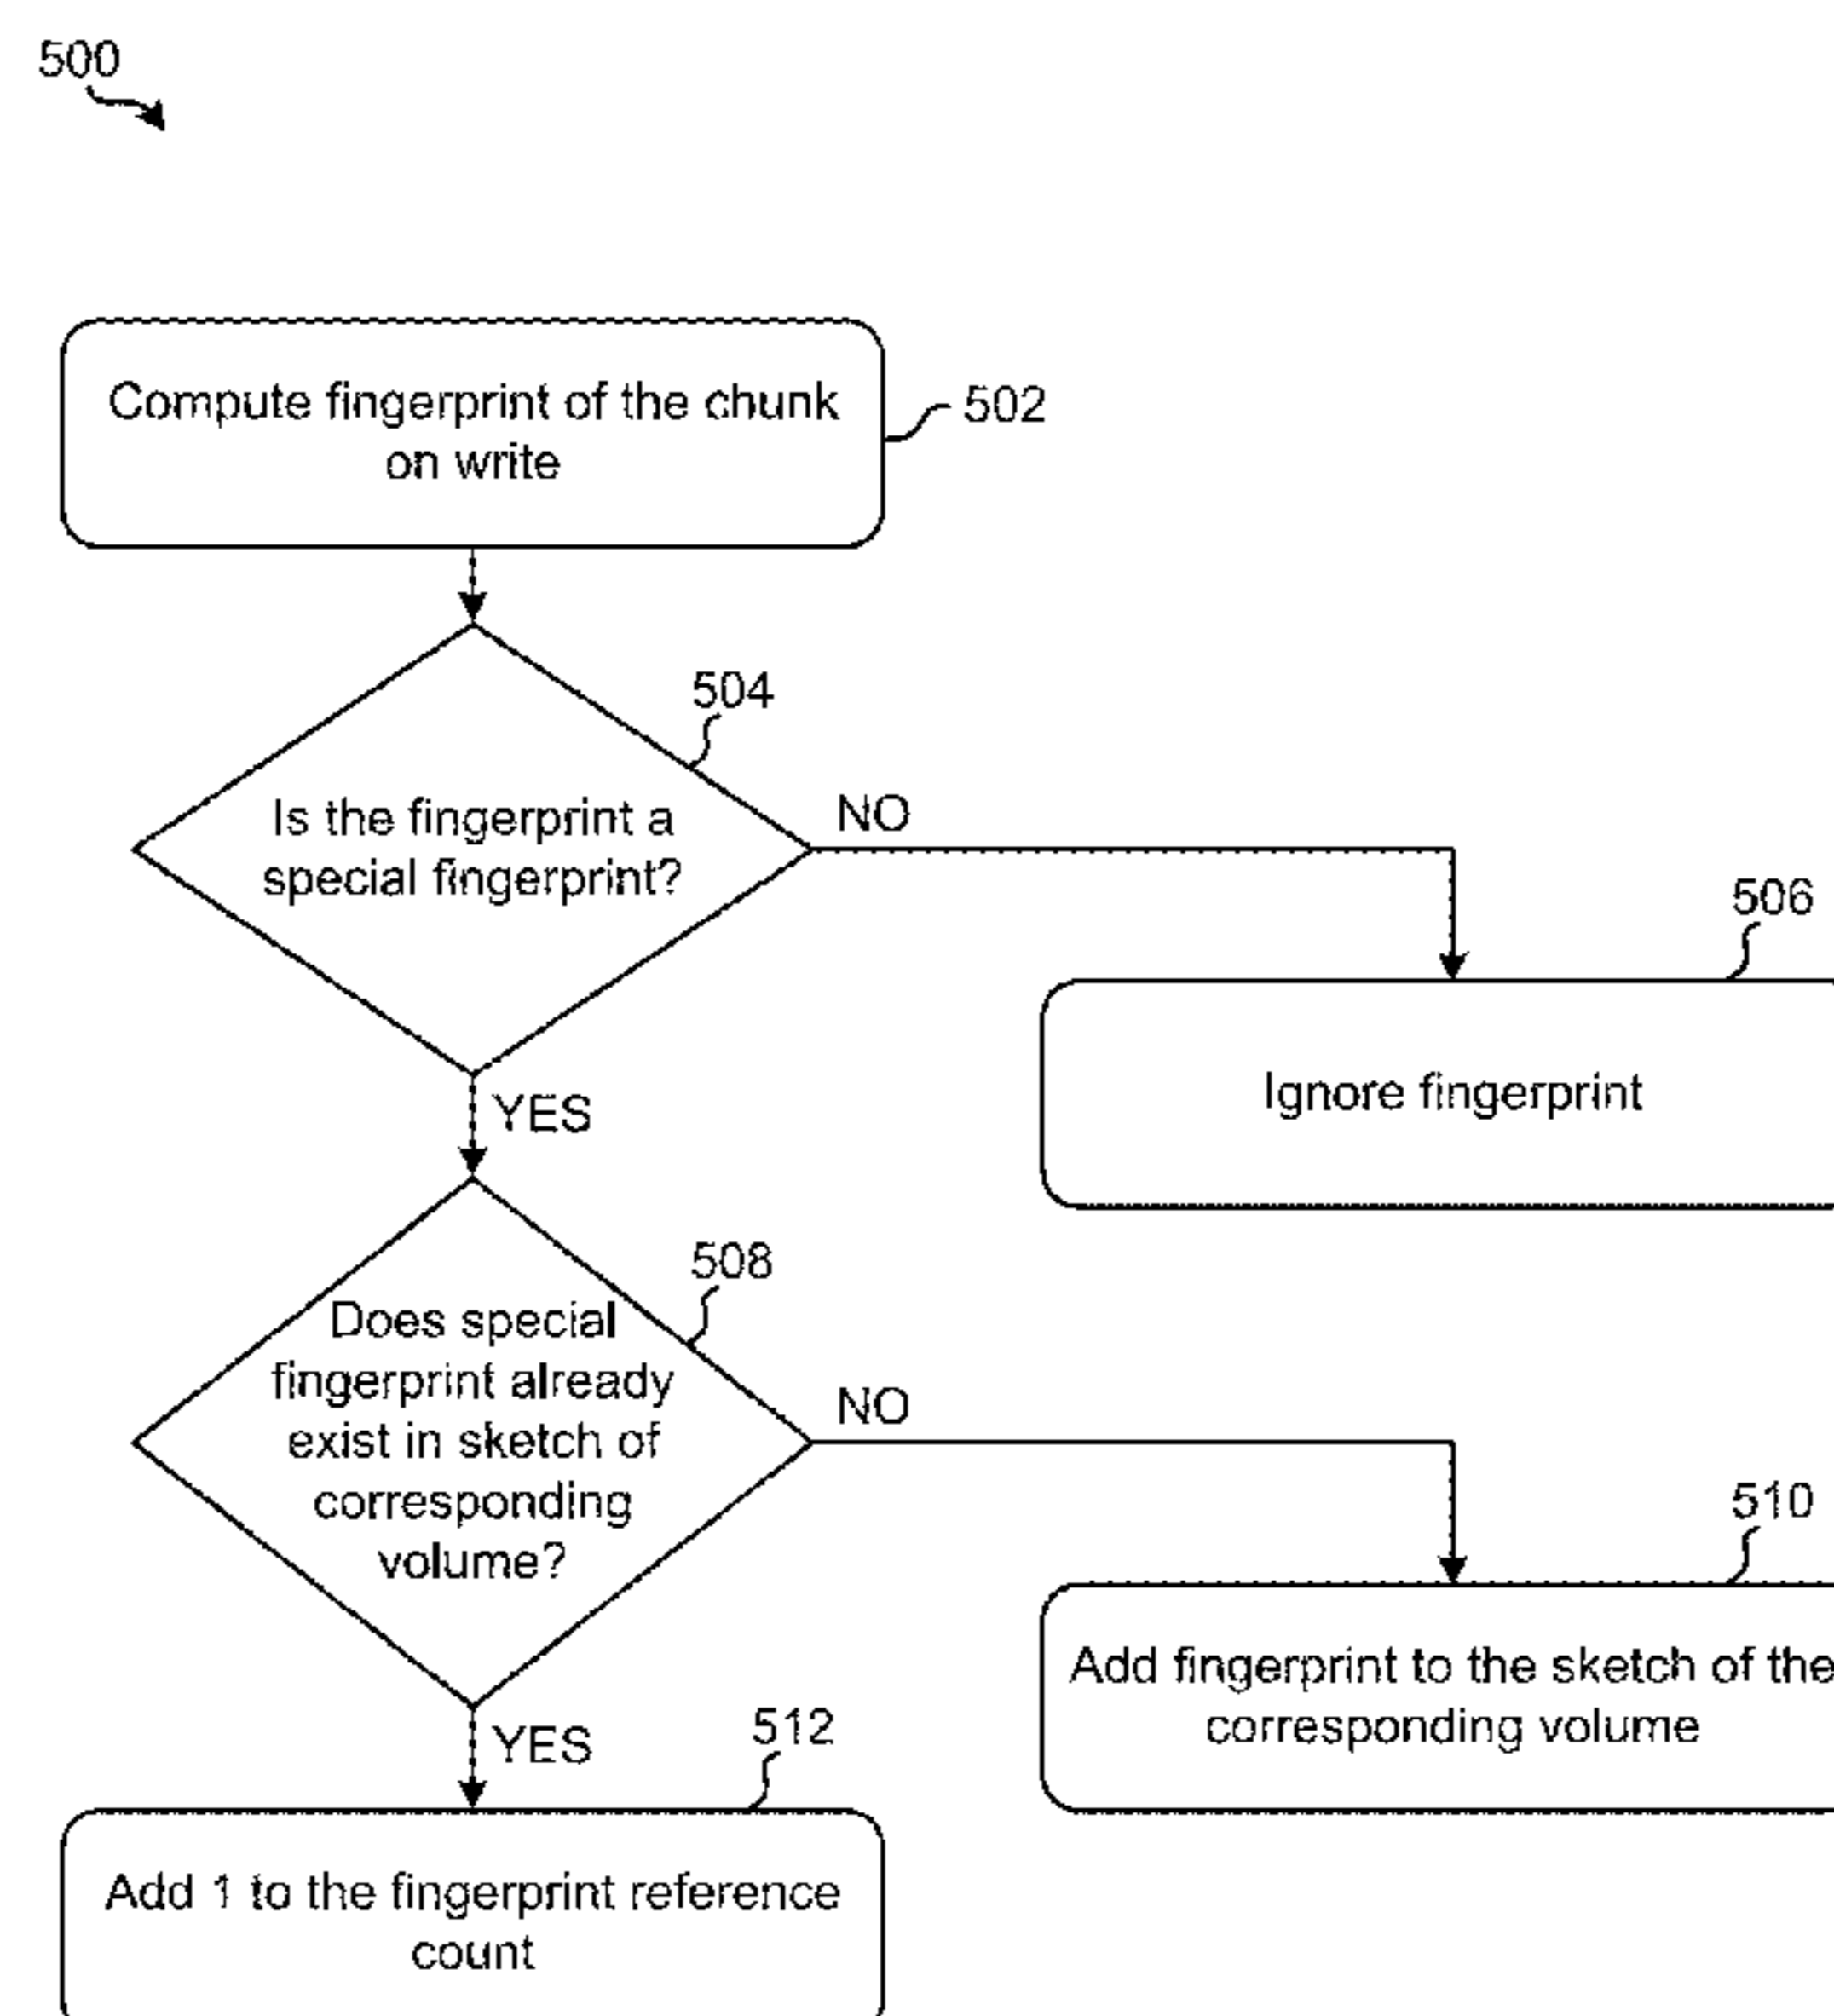 500
Compute fingerprint of the chunk
on write
502
504
Is the fingerprint a
special fingerprint?
NO
506
Ignore fingerprint
YES
508
Does special
fingerprint already
exist in sketch of
corresponding
volume?
NO
510
Add fingerprint to the sketch of the
corresponding volume
YES
512
Add 1 to the fingerprint reference
count